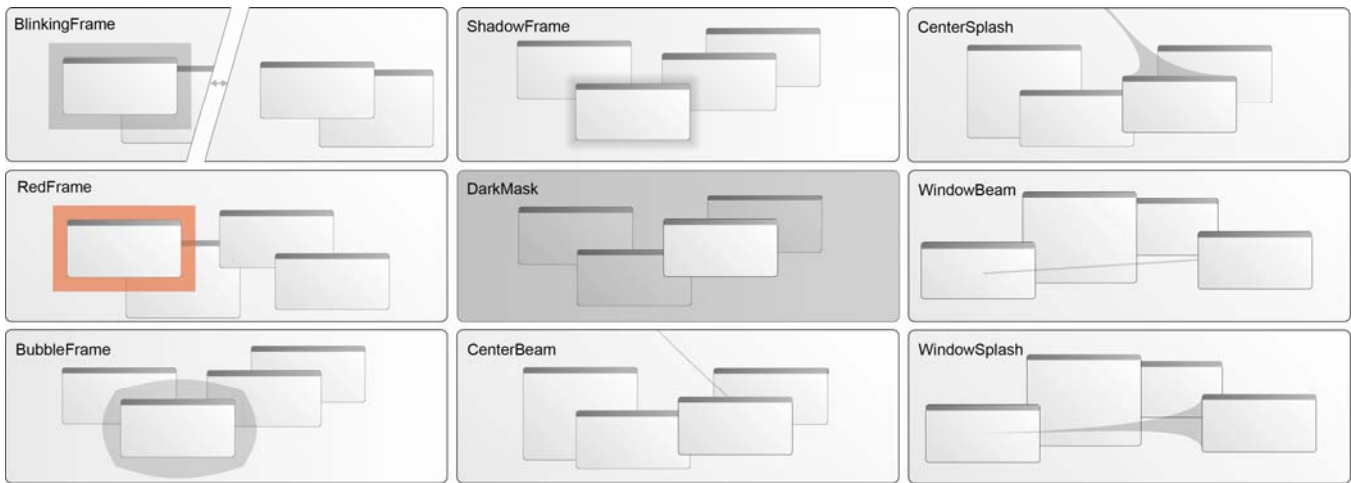 BlinkingFrame
ShadowFrame
CenterSplash
RedFrame
DarkMask
WindowBeam
BubbleFrame
CenterBeam
WindowSplash